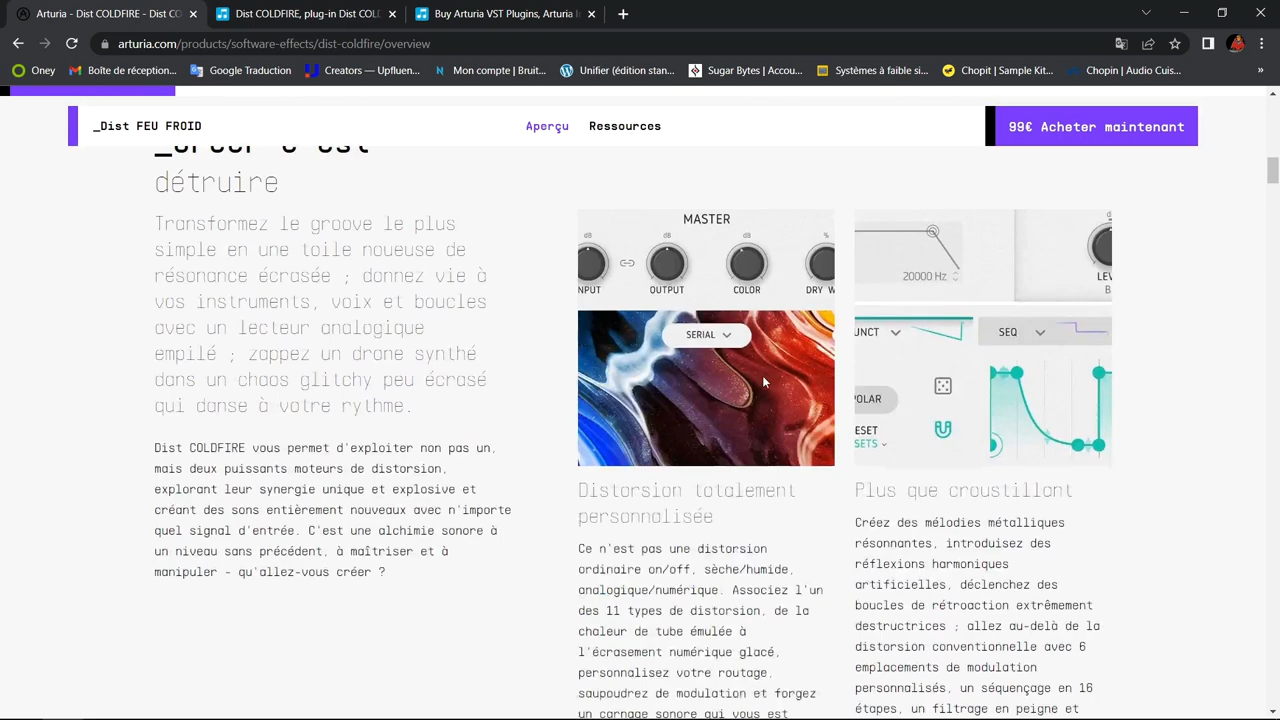 Arturia - Dist COLDFIRE - Dist CO
Dist COLDFIRE, plug-in Dist COL
Buy Arturia VST Plugins, Arturia I
arturia.com/products/software-effects/dist-coldfire/overview
Oney
Boîte de réception...
Google Traduction
Creators — Upfluen...
Mon compte | Bruit...
Unifier (édition stan...
Sugar Bytes | Accou...
Systèmes à faible si...
Chopit | Sample Kit...
Chopin | Audio Cuis...
»
_Dist FEU FROID
Aperçu
Ressources
99€ Acheter maintenant
détruire
Transformez le groove le plus
simple en une toile noueuse de
résonance écrasée ; donnez vie à
vos instruments, voix et boucles
avec un lecteur analogique
empilé ; zappez un drone synthé
dans un chaos glitchy peu écrasé
qui danse à votre rythme.
Dist COLDFIRE vous permet d'exploiter non pas un,
mais deux puissants moteurs de distorsion,
explorant leur synergie unique et explosive et
créant des sons entièrement nouveaux avec n'importe
quel signal d'entrée. C'est une alchimie sonore à
un niveau sans précédent, à maîtriser et à
manipuler - qu'allez-vous créer ?
MASTER
dB dB dB %
NPUT OUTPUT COLOR DRY W
SERIAL
Distorsion totalement
personnalisée
Ce n'est pas une distorsion
ordinaire on/off, sèche/humide,
analogique/numérique. Associez l'un
des 11 types de distorsion, de la
chaleur de tube émulée à
l'écrasement numérique glacé,
personnalisez votre routage,
saupoudrez de modulation et forgez
un carnage sonore qui vous est
20000 Hz
LEV
UNCT
SEQ
POLAR
ESET
SETS
Plus que croustillant
Créez des mélodies métalliques
résonnantes, introduisez des
réflexions harmoniques
artificielles, déclenchez des
boucles de rétroaction extrêmement
destructrices ; allez au-delà de la
distorsion conventionnelle avec 6
emplacements de modulation
personnalisés, un séquençage en 16
étapes, un filtrage en peigne et